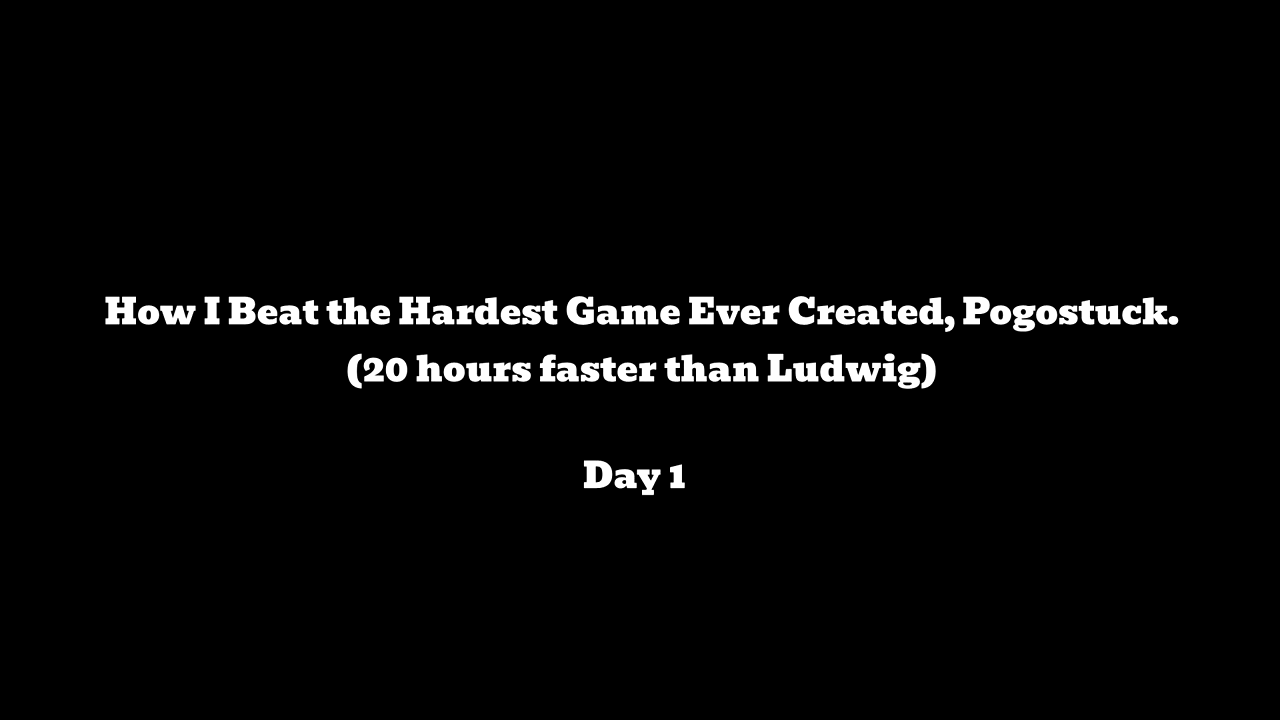 How I Beat the Hardest Game Ever Created, Pogostuck.
(20 hours faster than Ludwig)
Day 1